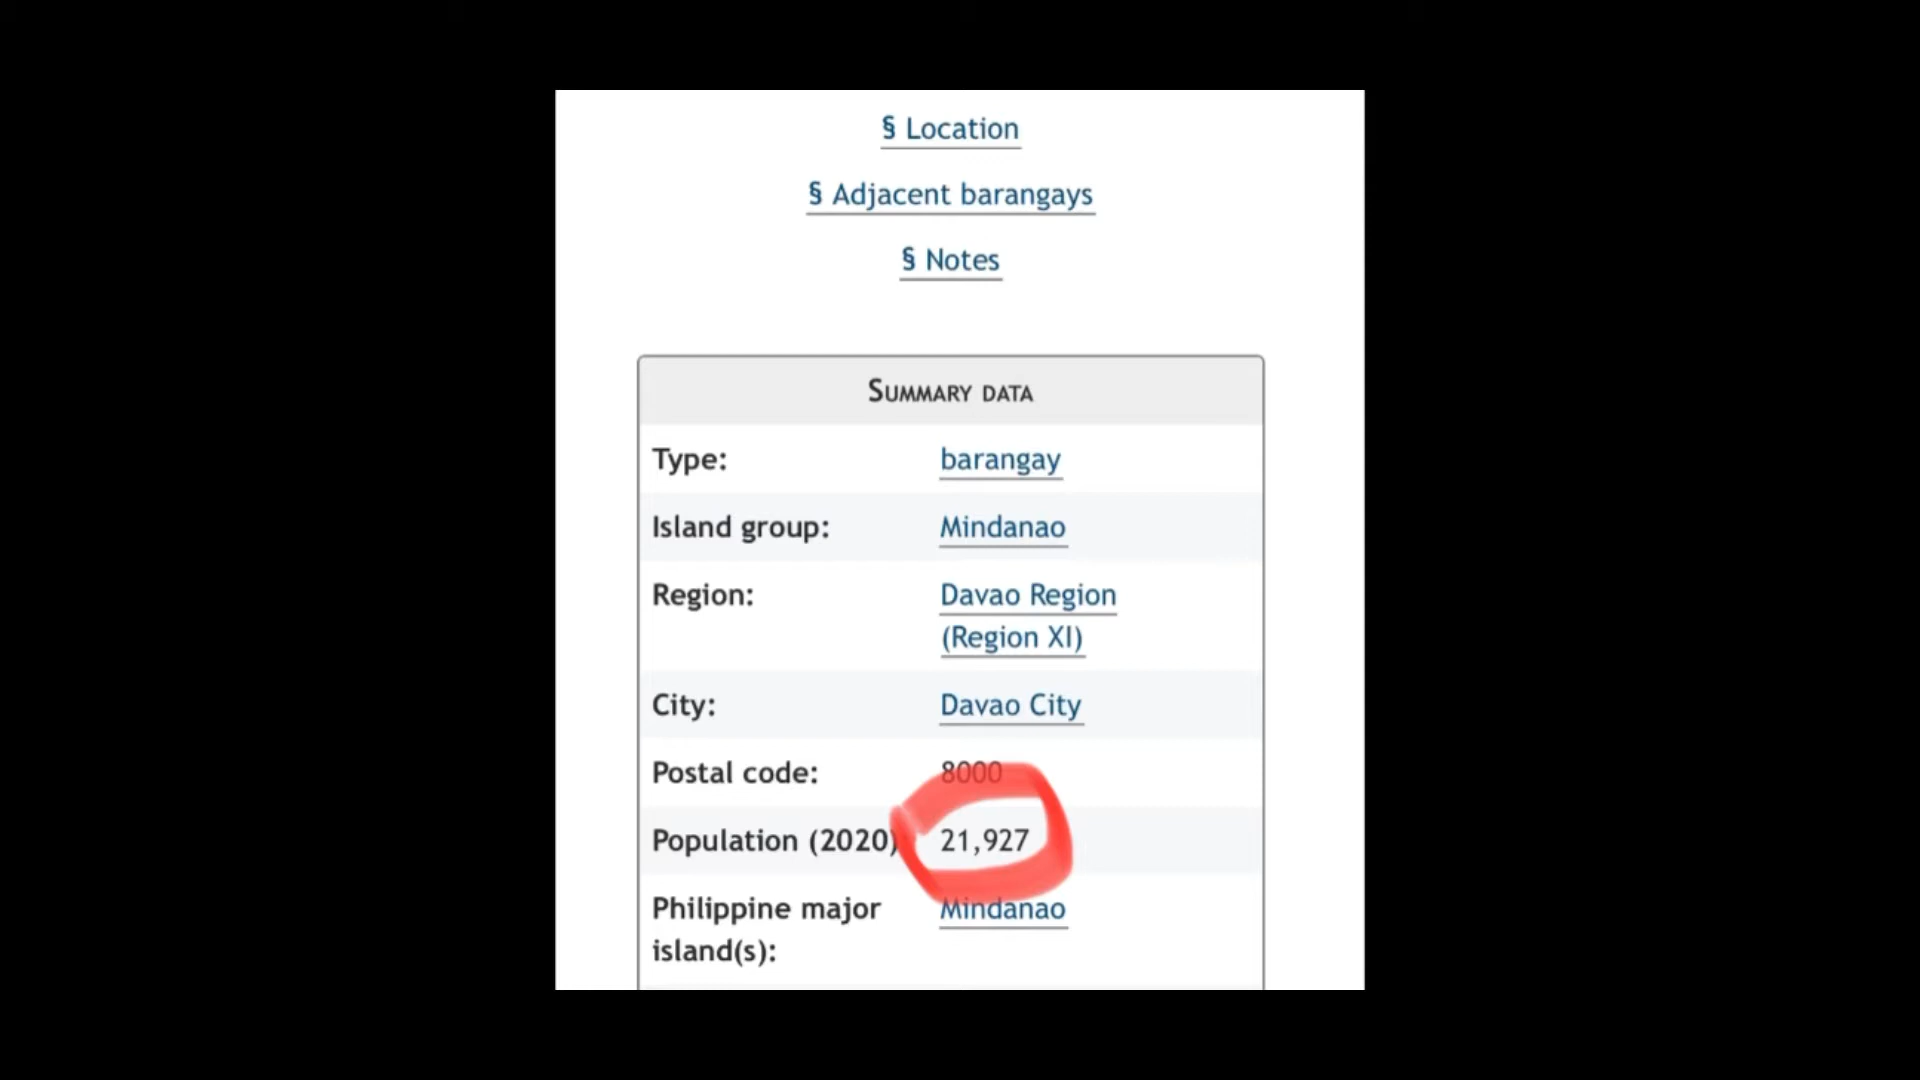 § Location
§ Adjacent barangays
§ Notes
Summary data
Type: barangay
Island group: Mindanao
Region: Davao Region
(Region XI)
City: Davao City
Postal code: 8000
Population (2020) 21,927
Philippine major Mindanao
island(s):